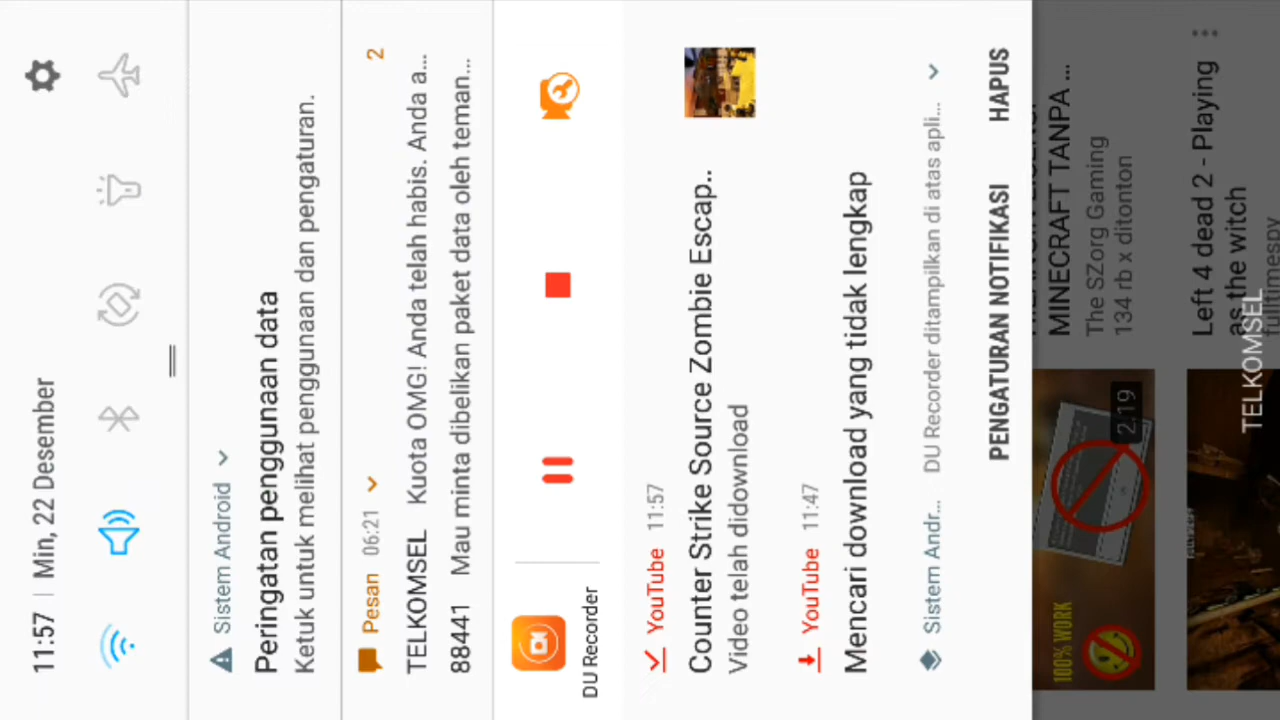 11:57 | Min, 22 Desember
Sistem Android
Peringatan penggunaan data
Ketuk untuk melihat penggunaan dan pengaturan.
Pesan 06:21
2
TELKOMSEL Kuota OMG! Anda telah habis. Anda a...
88441 Mau minta dibelikan paket data oleh teman...
DU Recorder
YouTube 11:57
Counter Strike Source Zombie Escap..
Video telah didownload
YouTube 11:47
Mencari download yang tidak lengkap
Sistem Andr... DU Recorder ditampilkan di atas apli...
PENGATURAN NOTIFIKASI
HAPUS
100% WORK
2.19
MINECRAFT TANPA ...
The SZorg Gaming
134 rb x ditonton
Left 4 dead 2 - Playing
as the witch
fulltimespy
TELKOMSEL